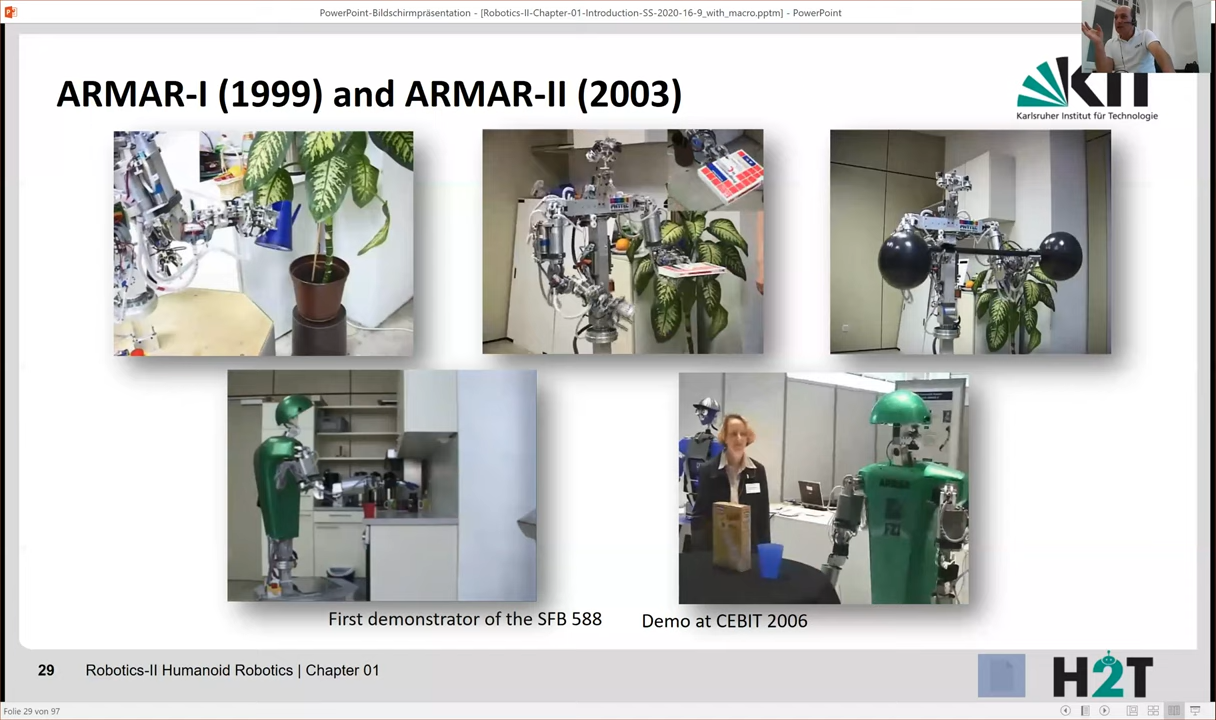 PowerPoint-Bildschirmpräsentation - [Robotics-II-Chapter-01-Introduction-SS-2020-16-9_with_macro.pptm] - PowerPoint
ARMAR-I (1999) and ARMAR-II (2003)
KIT
Karlsruher Institut für Technologie
ARMAR
FZI
First demonstrator of the SFB 588
Demo at CEBIT 2006
29
Robotics-II Humanoid Robotics | Chapter 01
H2T
Folie 29 von 97